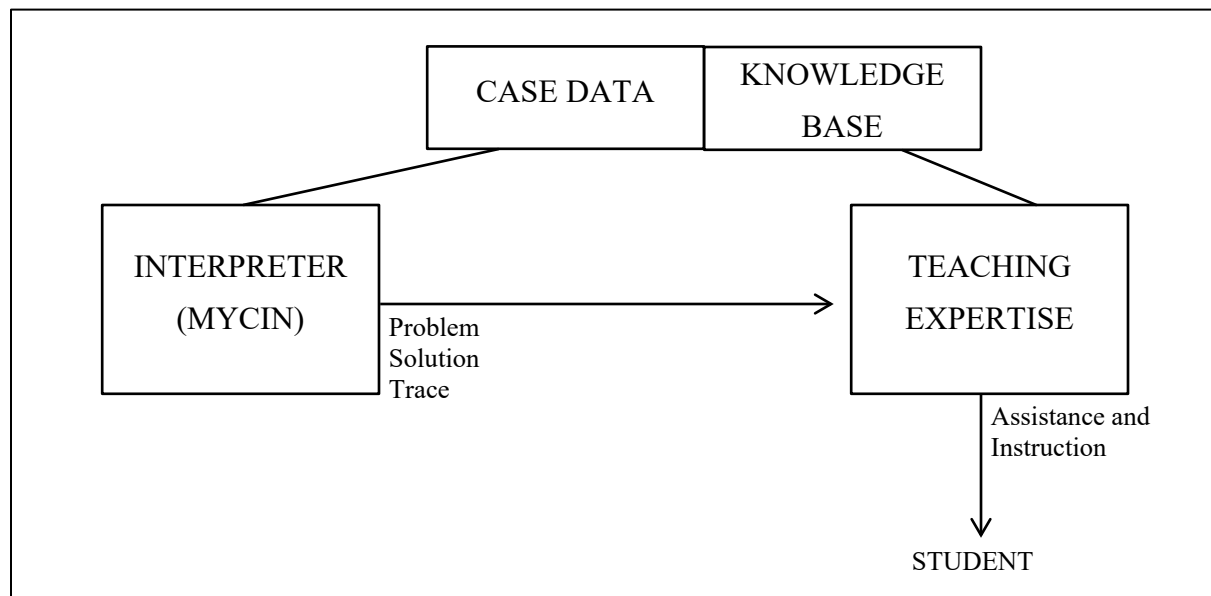 CASE DATA
KNOWLEDGE
BASE
INTERPRETER
(MYCIN)
Problem
Solution
Trace
TEACHING
EXPERTISE
Assistance and
Instruction
STUDENT